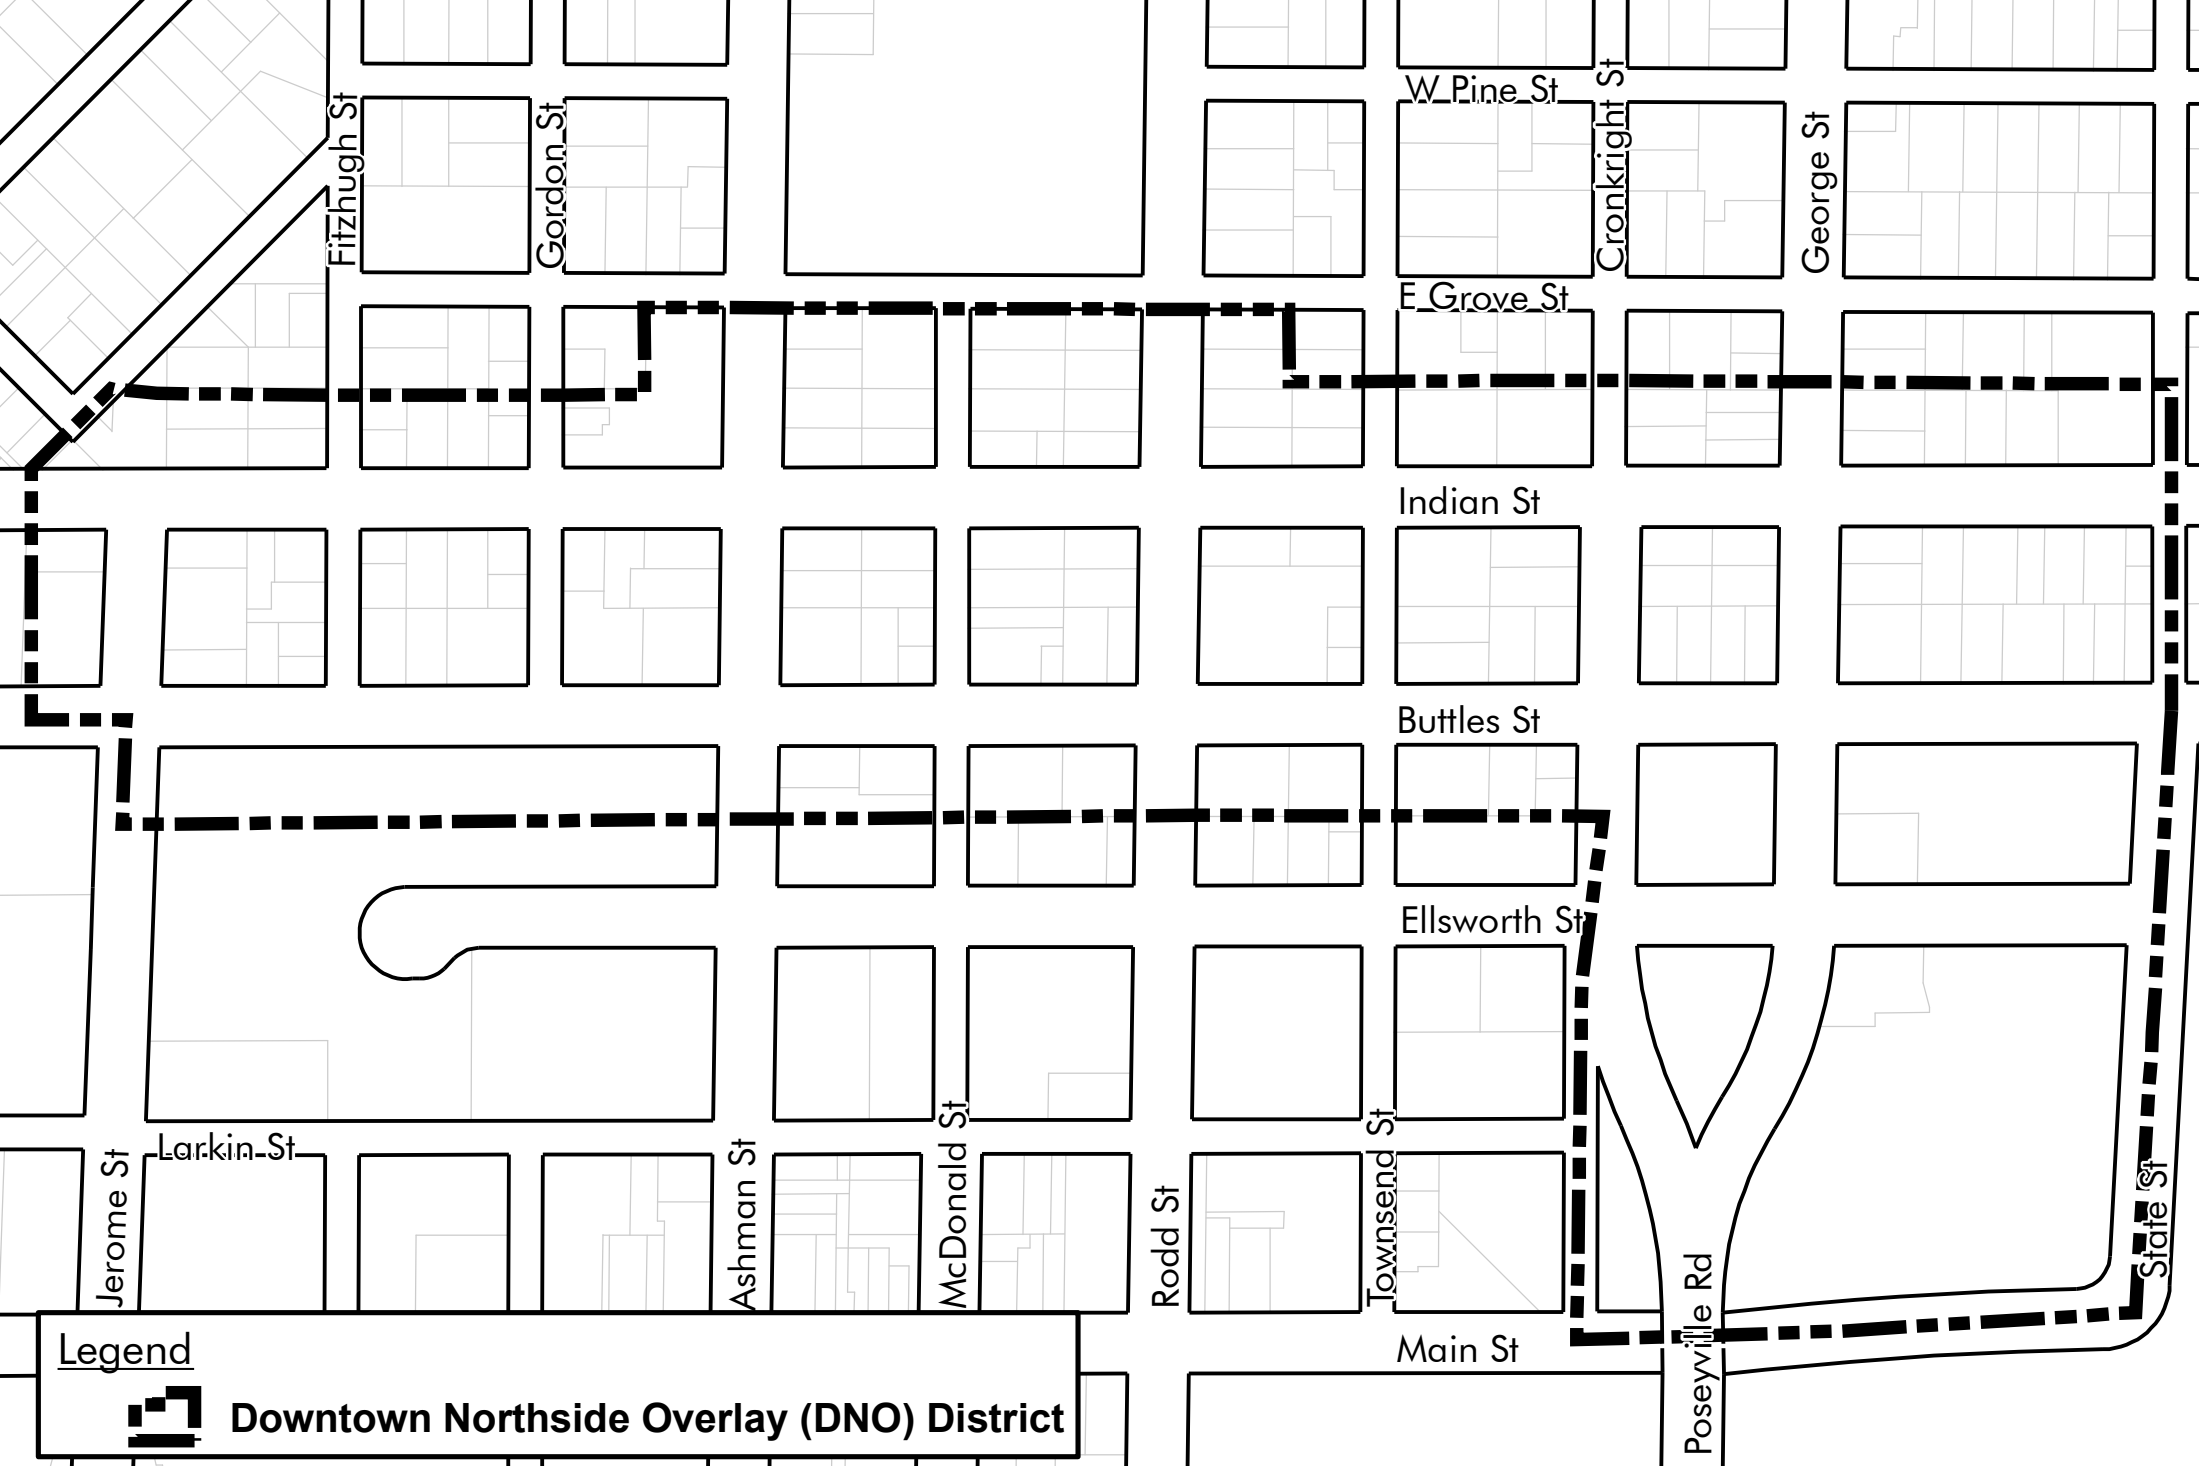 W Pine St
Cronkright St
Fitzhugh St
Gordon St
George St
E Grove St
Indian St
Buttles St
Ellsworth St
Larkin St
Jerome St
Ashman St
McDonald St
Rodd St
Townsend St
State St
Poseyville Rd
Main St
Legend
Downtown Northside Overlay (DNO) District